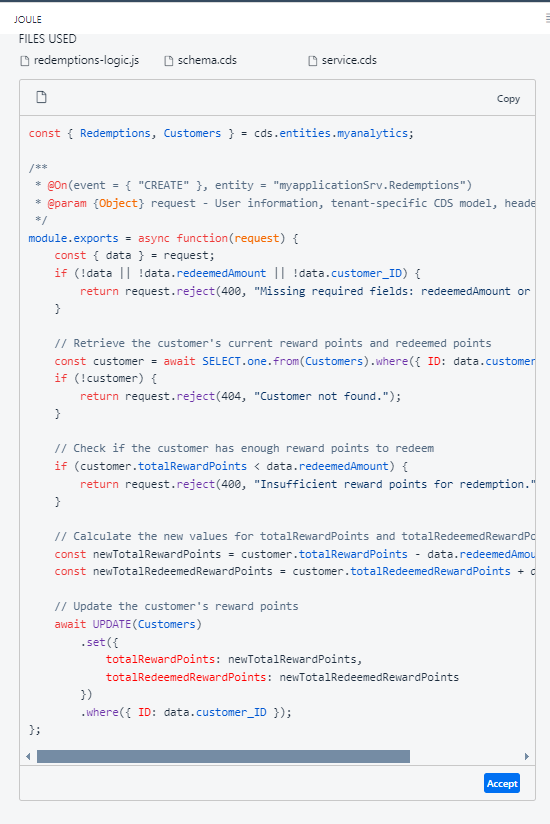 JOULE
FILES USED
redemptions-logic.js schema.cds service.cds
Copy
const { Redemptions, Customers } = cds.entities.myanalytics;
/**
 * @On(event = { "CREATE" }, entity = "myapplicationSrv.Redemptions")
 * @param {Object} request - User information, tenant-specific CDS model, heade
 */
module.exports = async function(request) {
    const { data } = request;
    if (!data || !data.redeemedAmount || !data.customer_ID) {
        return request.reject(400, "Missing required fields: redeemedAmount or
    }
    // Retrieve the customer's current reward points and redeemed points
    const customer = await SELECT.one.from(Customers).where({ ID: data.customer
    if (!customer) {
        return request.reject(404, "Customer not found.");
    }
    // Check if the customer has enough reward points to redeem
    if (customer.totalRewardPoints < data.redeemedAmount) {
        return request.reject(400, "Insufficient reward points for redemption."
    }
    // Calculate the new values for totalRewardPoints and totalRedeemedRewardPo
    const newTotalRewardPoints = customer.totalRewardPoints - data.redeemedAmou
    const newTotalRedeemedRewardPoints = customer.totalRedeemedRewardPoints + d
    // Update the customer's reward points
    await UPDATE(Customers)
        .set({
            totalRewardPoints: newTotalRewardPoints,
            totalRedeemedRewardPoints: newTotalRedeemedRewardPoints
        })
        .where({ ID: data.customer_ID });
};
Accept